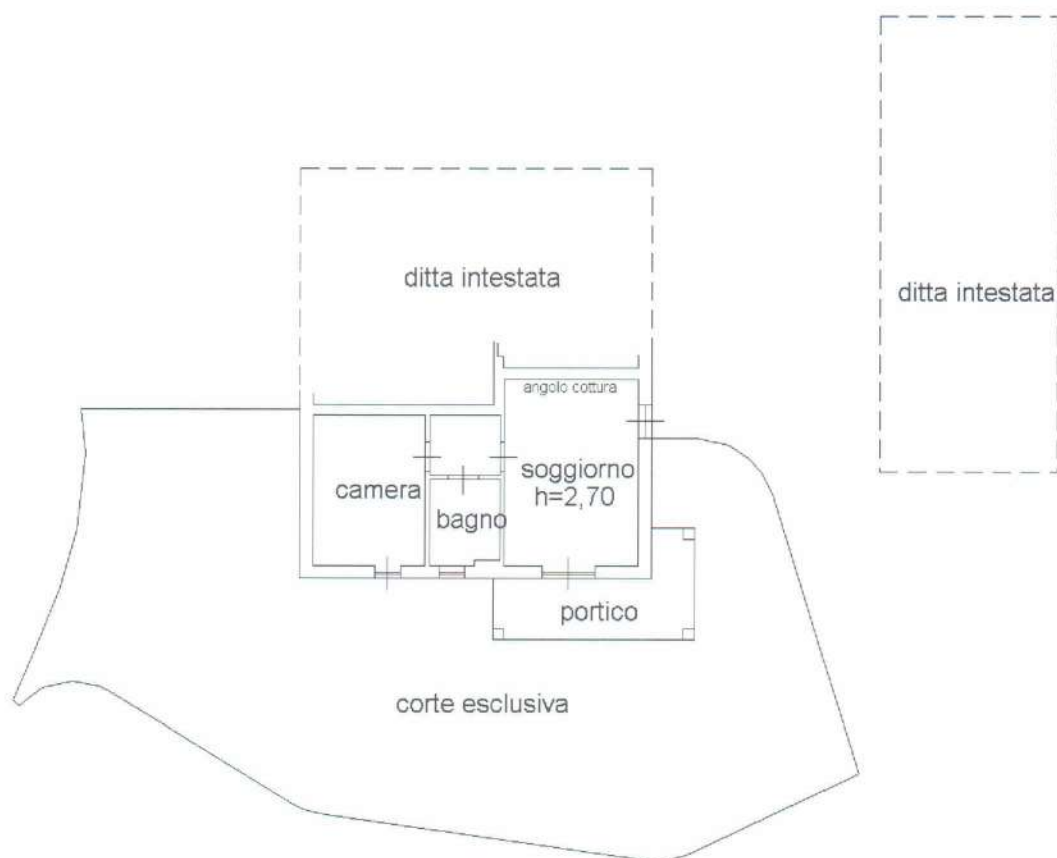 ditta intestata
ditta intestata
angolo cottura
soggiorno
h=2,70
camera
bagno
portico
corte esclusiva